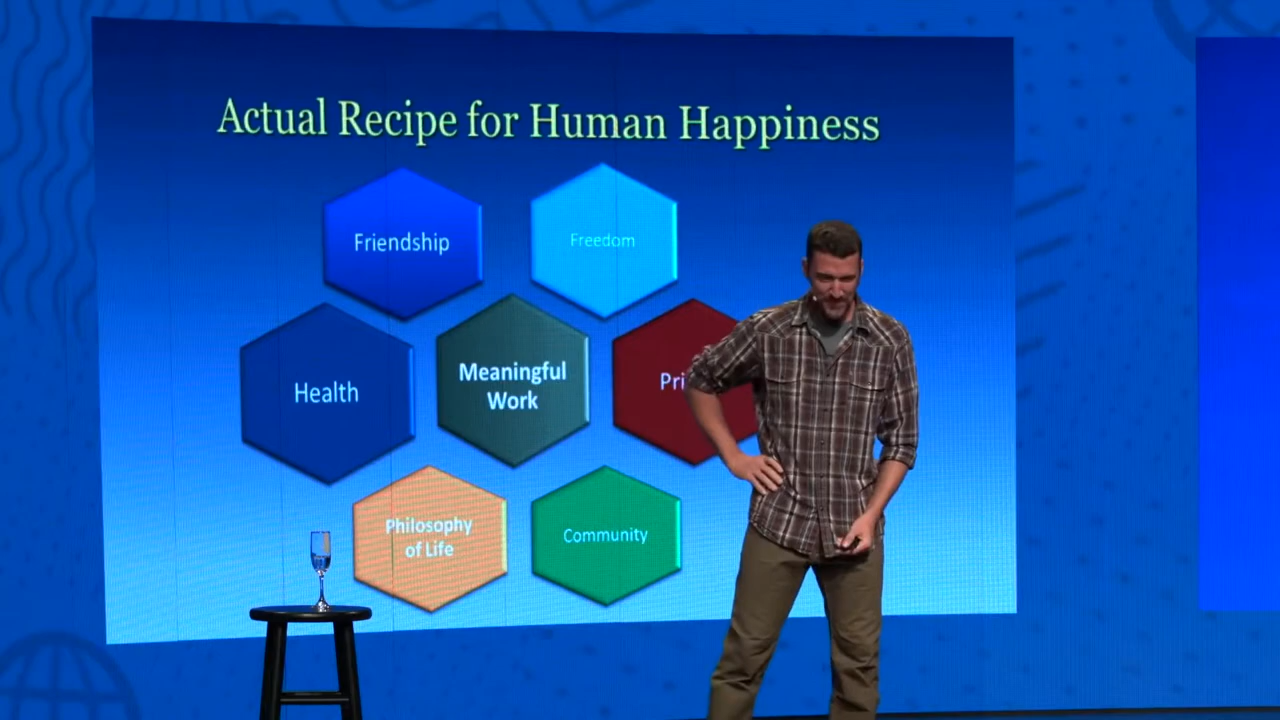 Actual Recipe for Human Happiness
Friendship
Freedom
Health
Meaningful
Work
Philosophy
of Life
Community